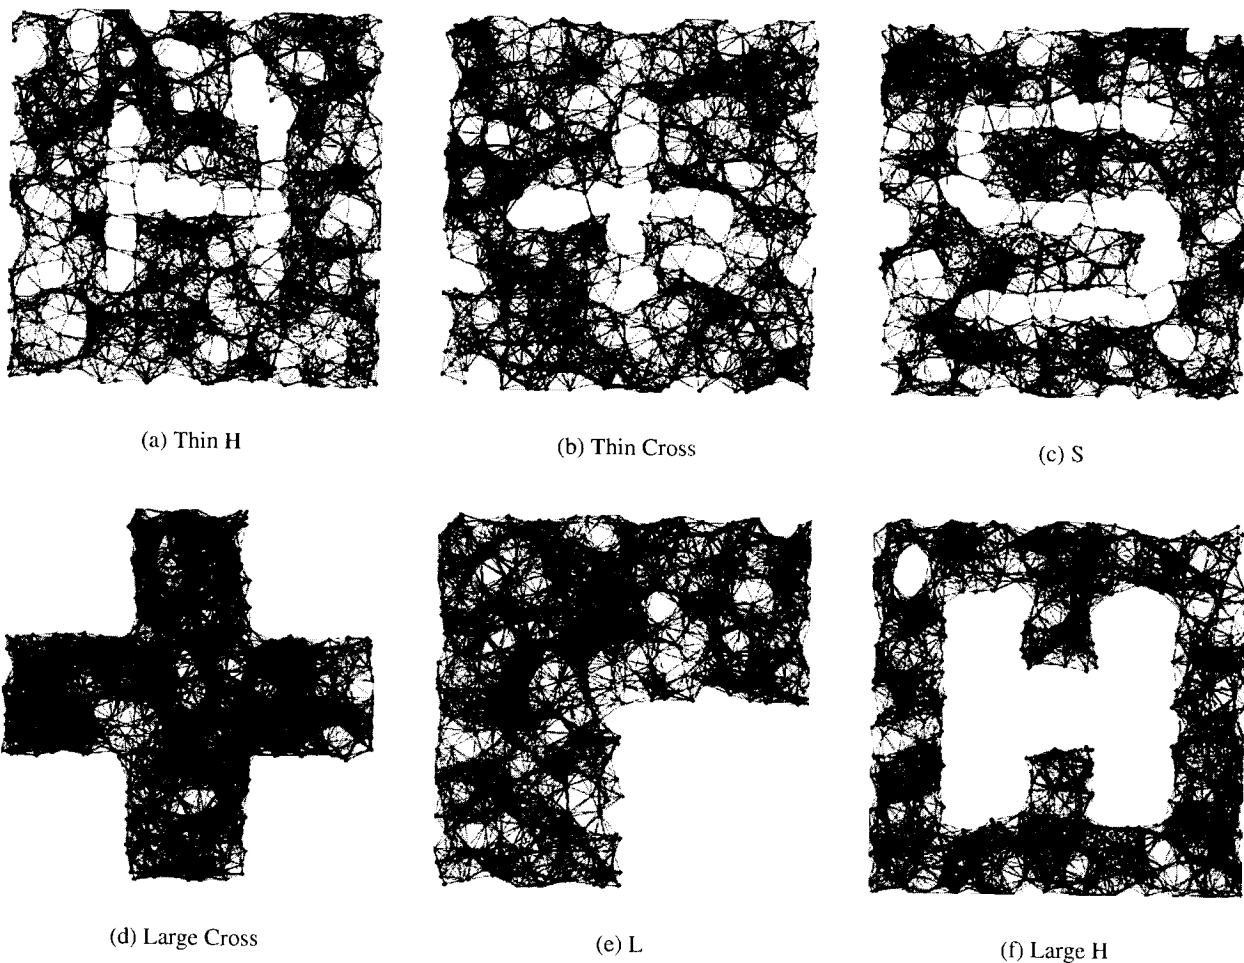 (a) Thin H
(b) Thin Cross
(c) S
(d) Large Cross
(e) L
(f) Large H